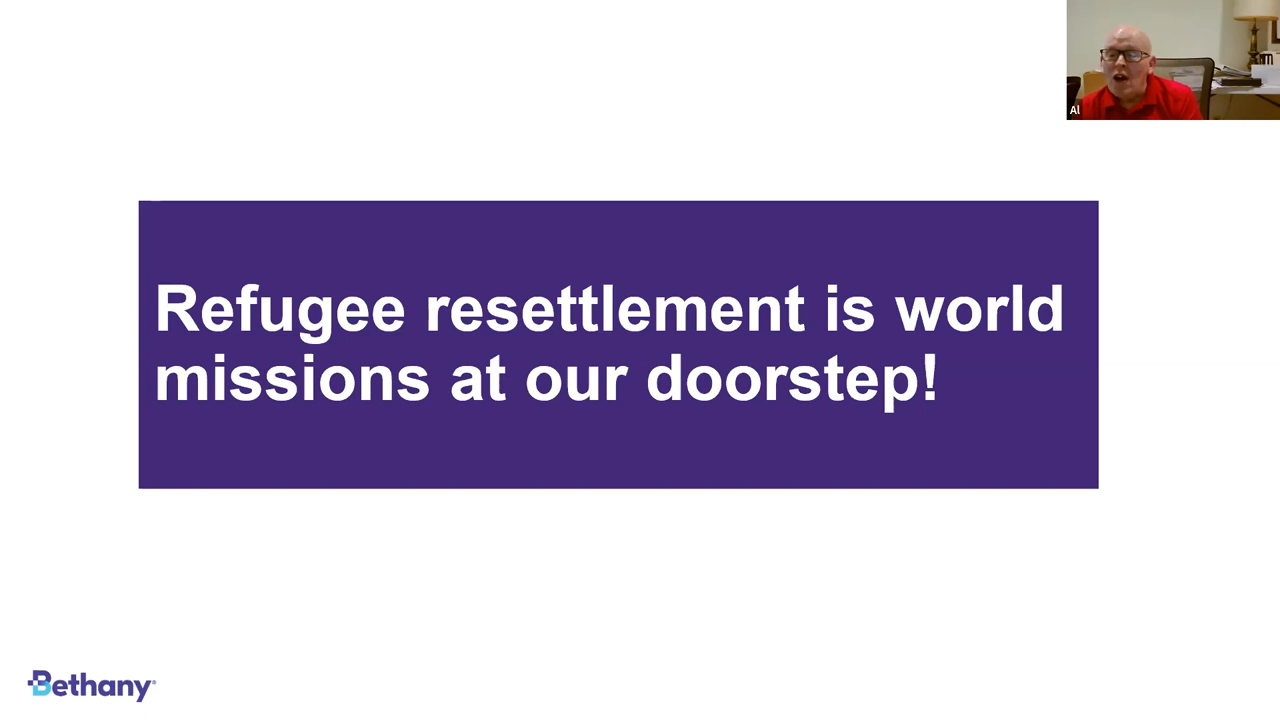 Al
Refugee resettlement is world
missions at our doorstep!
Bethany